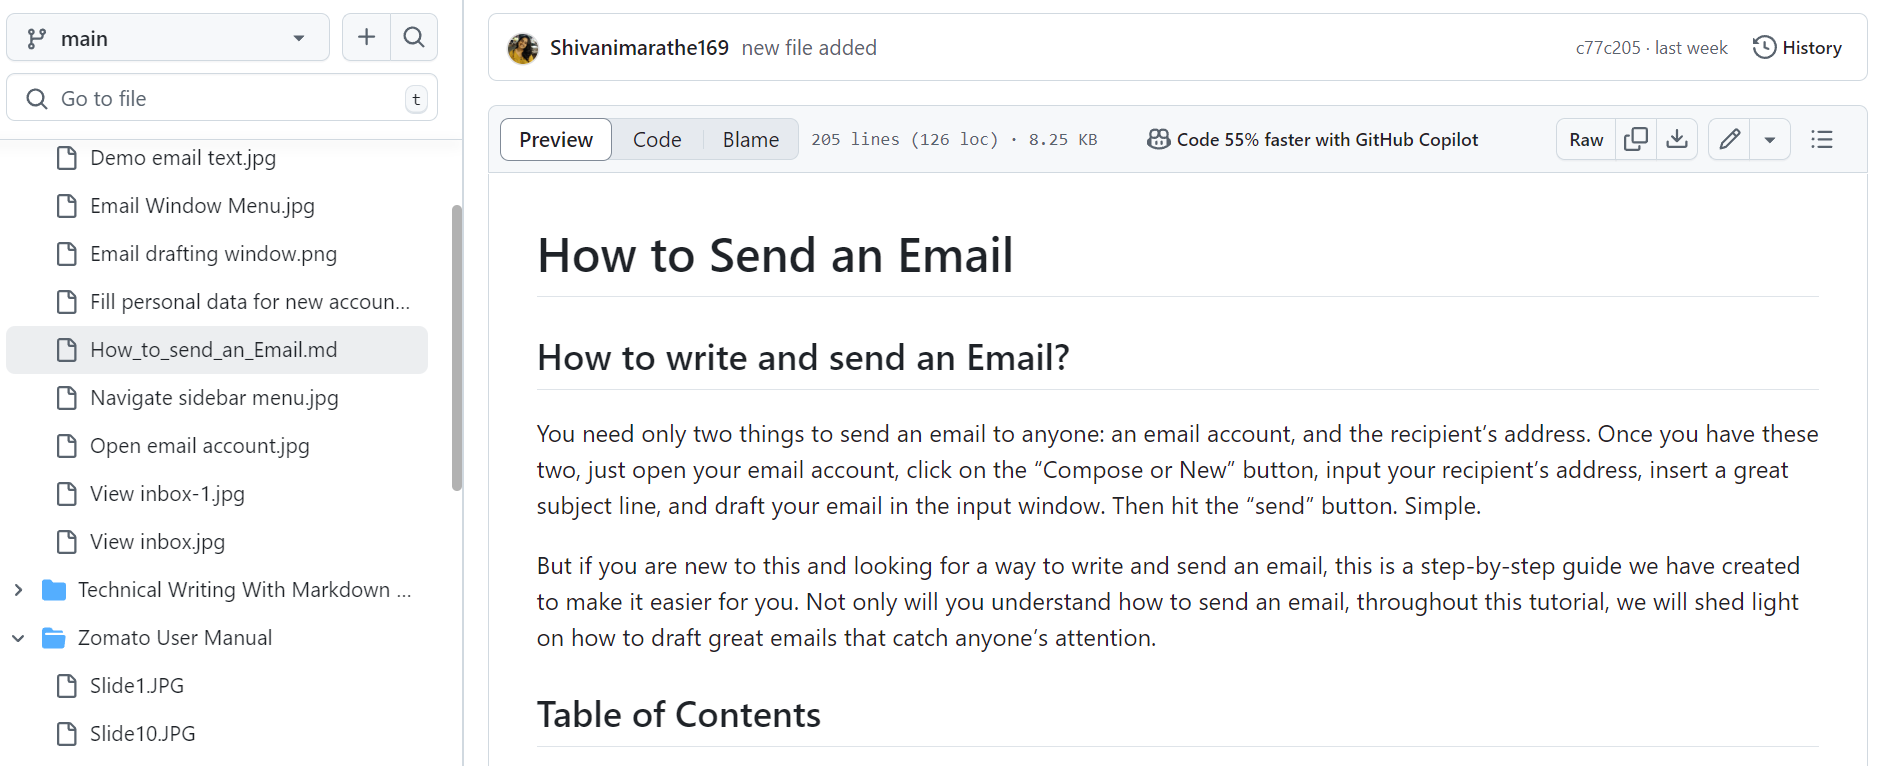 main
Go to file
t
Demo email text.jpg
Email Window Menu.jpg
Email drafting window.png
Fill personal data for new accoun...
How_to_send_an_Email.md
Navigate sidebar menu.jpg
Open email account.jpg
View inbox-1.jpg
View inbox.jpg
Technical Writing With Markdown ...
Zomato User Manual
Slide1.JPG
Slide10.JPG
Shivanimarathe169 new file added c77c205 · last week History
Preview Code Blame 205 lines (126 loc) · 8.25 KB Code 55% faster with GitHub Copilot Raw
How to Send an Email
How to write and send an Email?
You need only two things to send an email to anyone: an email account, and the recipient’s address. Once you have these
two, just open your email account, click on the “Compose or New” button, input your recipient’s address, insert a great
subject line, and draft your email in the input window. Then hit the “send” button. Simple.
But if you are new to this and looking for a way to write and send an email, this is a step-by-step guide we have created
to make it easier for you. Not only will you understand how to send an email, throughout this tutorial, we will shed light
on how to draft great emails that catch anyone’s attention.
Table of Contents